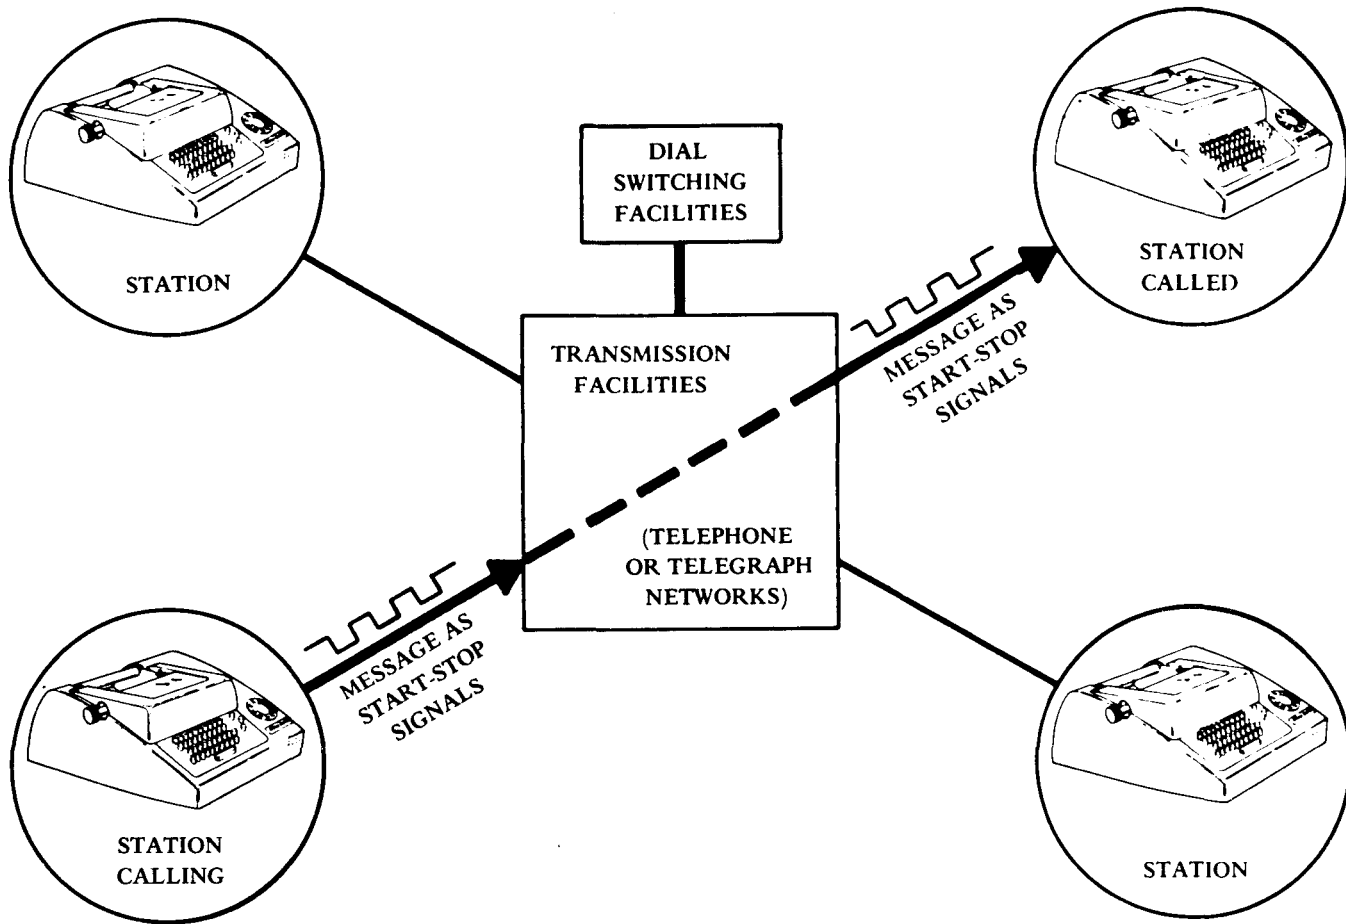 STATION
DIAL
SWITCHING
FACILITIES
STATION
CALLED
TRANSMISSION
FACILITIES
MESSAGE AS
START-STOP
SIGNALS
(TELEPHONE
OR TELEGRAPH
NETWORKS)
MESSAGE AS
START-STOP
SIGNALS
STATION
CALLING
STATION